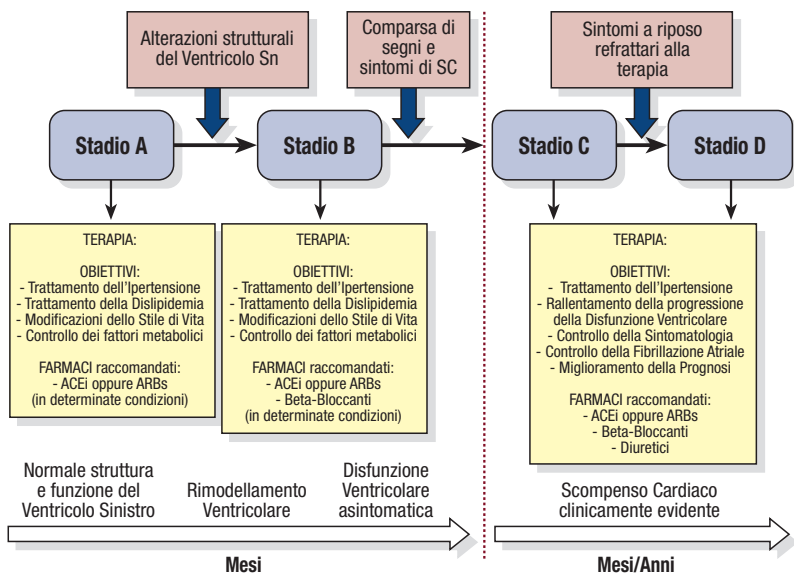 Alterazioni strutturali
del Ventricolo Sn
Comparsa di
segni e
sintomi di SC
Sintomi a riposo
refrattari alla
terapia
Stadio A
Stadio B
Stadio C
Stadio D
TERAPIA:
OBIETTIVI:
- Trattamento dell'Ipertensione
- Trattamento della Dislipidemia
- Modificazioni dello Stile di Vita
- Controllo dei fattori metabolici
FARMACI raccomandati:
- ACEi oppure ARBs
(in determinate condizioni)
TERAPIA:
OBIETTIVI:
- Trattamento dell'Ipertensione
- Trattamento della Dislipidemia
- Modificazioni dello Stile di Vita
- Controllo dei fattori metabolici
FARMACI raccomandati:
- ACEi oppure ARBs
- Beta-Bloccanti
(in determinate condizioni)
TERAPIA:
OBIETTIVI:
- Trattamento dell'Ipertensione
- Rallentamento della progressione
della Disfunzione Ventricolare
- Controllo della Sintomatologia
- Controllo della Fibrillazione Atriale
- Miglioramento della Prognosi
FARMACI raccomandati:
- ACEi oppure ARBs
- Beta-Bloccanti
- Diuretici
Normale struttura
e funzione del
Ventricolo Sinistro
Rimodellamento
Ventricolare
Disfunzione
Ventricolare
asintomatica
Scompenso Cardiaco
clinicamente evidente
Mesi
Mesi/Anni